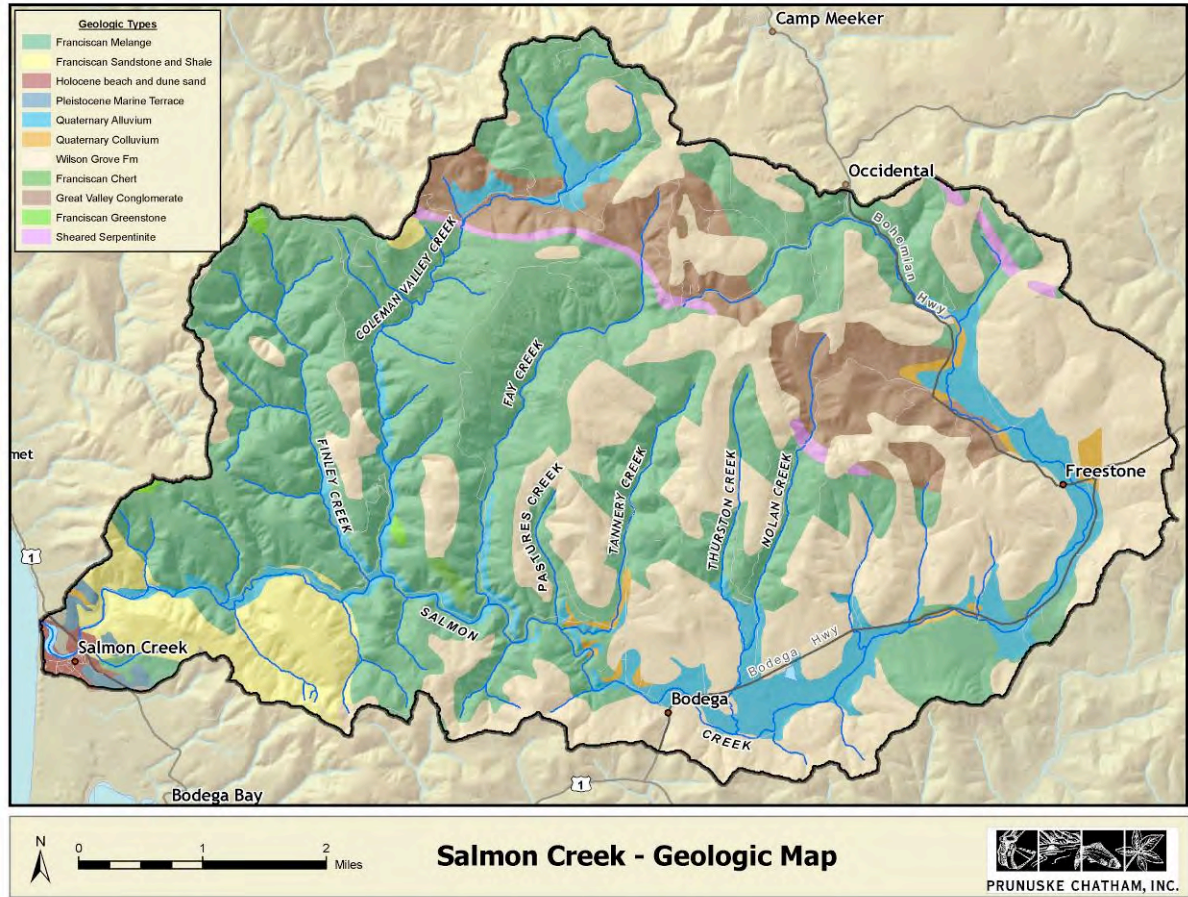 Geologic Types
Franciscan Melange
Franciscan Sandstone and Shale
Holocene beach and dune sand
Pleistocene Marine Terrace
Quaternary Alluvium
Quaternary Colluvium
Wilson Grove Fm
Franciscan Chert
Great Valley Conglomerate
Franciscan Greenstone
Sheared Serpentinite
Camp Meeker
Occidental
Bohemian Hwy
COLEMAN VALLEY CREEK
FAY CREEK
FINLEY CREEK
PASTURES CREEK
TANNERY CREEK
THURSTON CREEK
NOLAN CREEK
Freestone
met
1
SALMON
Salmon Creek
Bodega Hwy
Bodega
CREEK
1
Bodega Bay
N
0 1 2
Miles
Salmon Creek - Geologic Map
PRUNUSKE CHATHAM, INC.